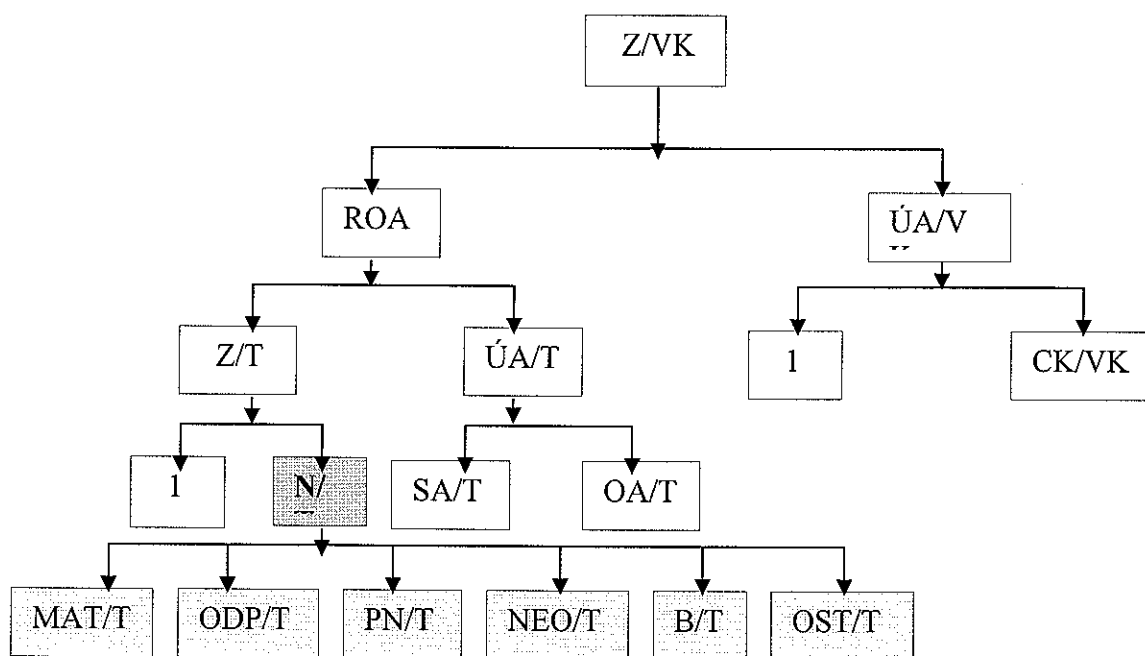 Z/VK
ROA
ÚA/V
Z/T
ÚA/T
1
CK/VK
1
N/
SA/T
OA/T
MAT/T
ODP/T
PN/T
NEO/T
B/T
OST/T